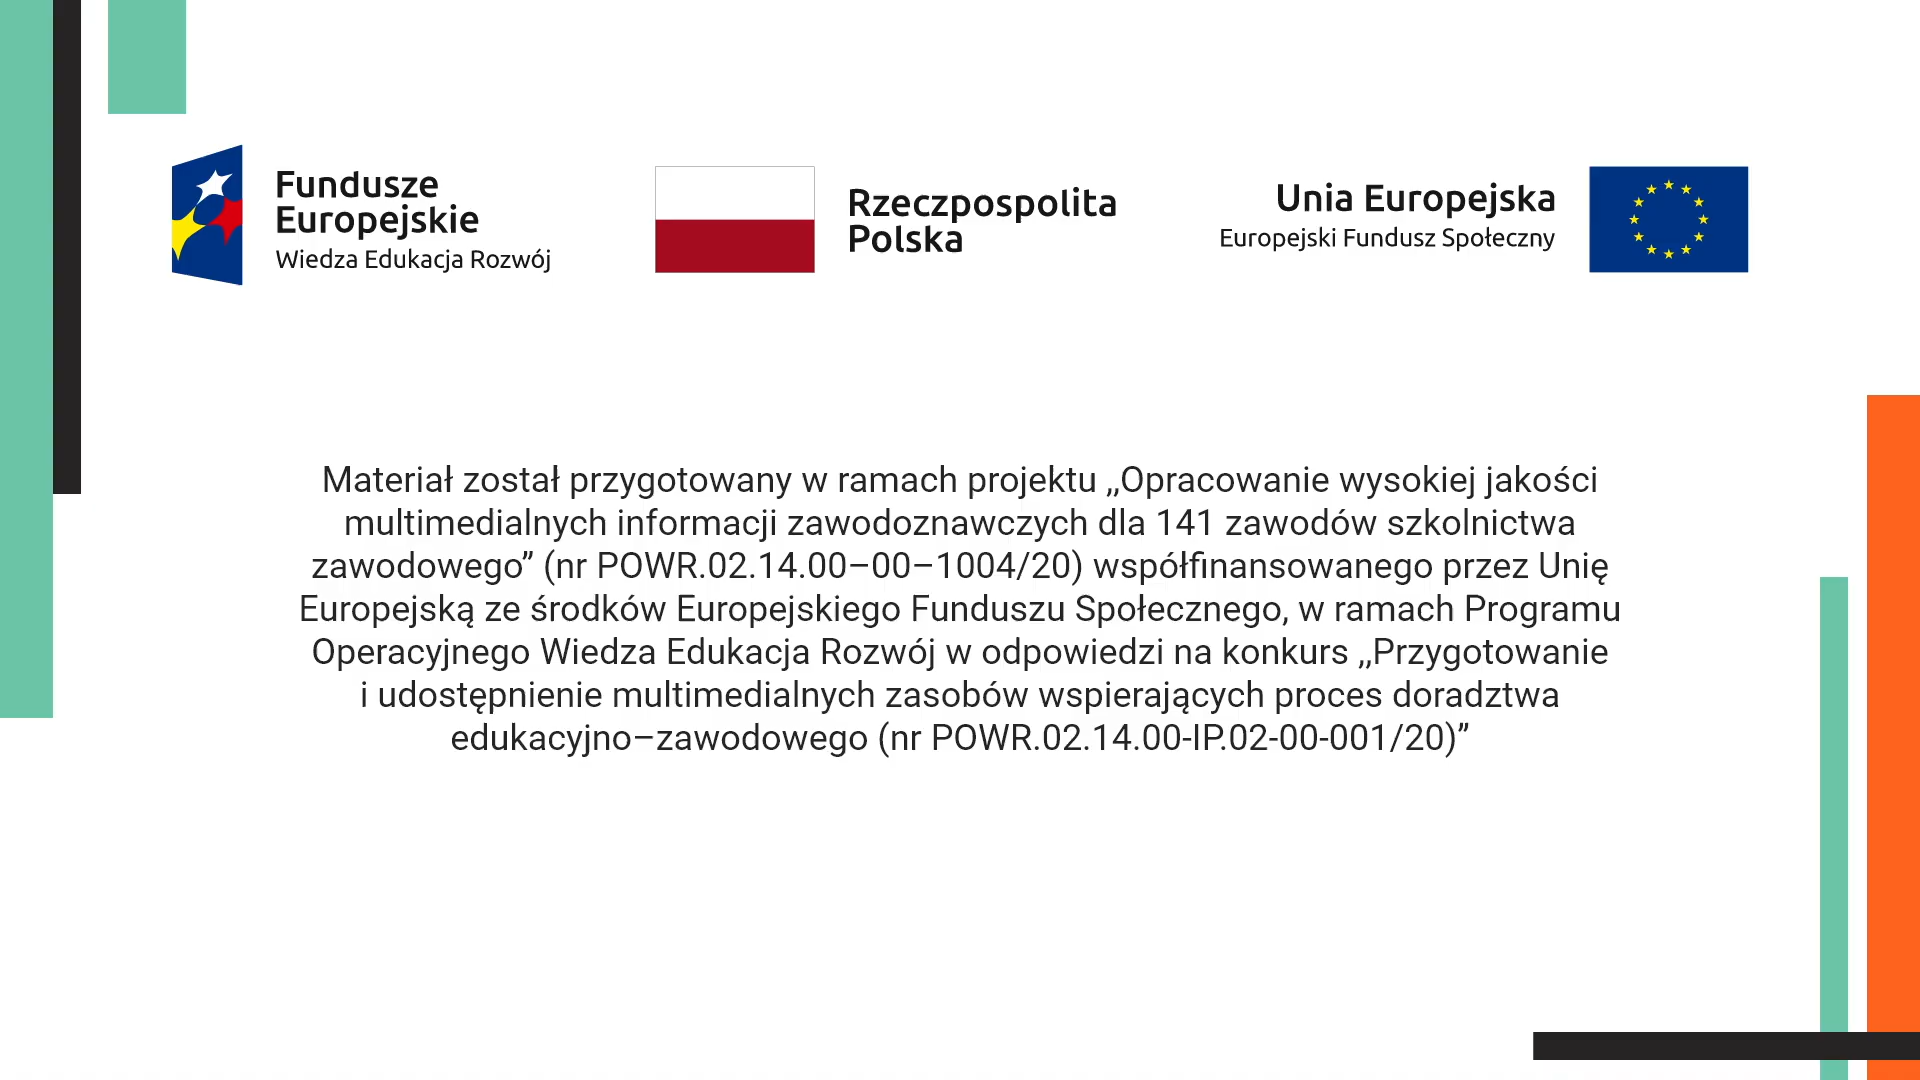 Fundusze
Europejskie
Wiedza Edukacja Rozwój
Rzeczpospolita
Polska
Unia Europejska
Europejski Fundusz Społeczny
Materiał został przygotowany w ramach projektu ,,Opracowanie wysokiej jakości
multimedialnych informacji zawodoznawczych dla 141 zawodów szkolnictwa
zawodowego” (nr POWR.02.14.00–00–1004/20) współfinansowanego przez Unię
Europejską ze środków Europejskiego Funduszu Społecznego, w ramach Programu
Operacyjnego Wiedza Edukacja Rozwój w odpowiedzi na konkurs ,,Przygotowanie
i udostępnienie multimedialnych zasobów wspierających proces doradztwa
edukacyjno–zawodowego (nr POWR.02.14.00-IP.02-00-001/20)”